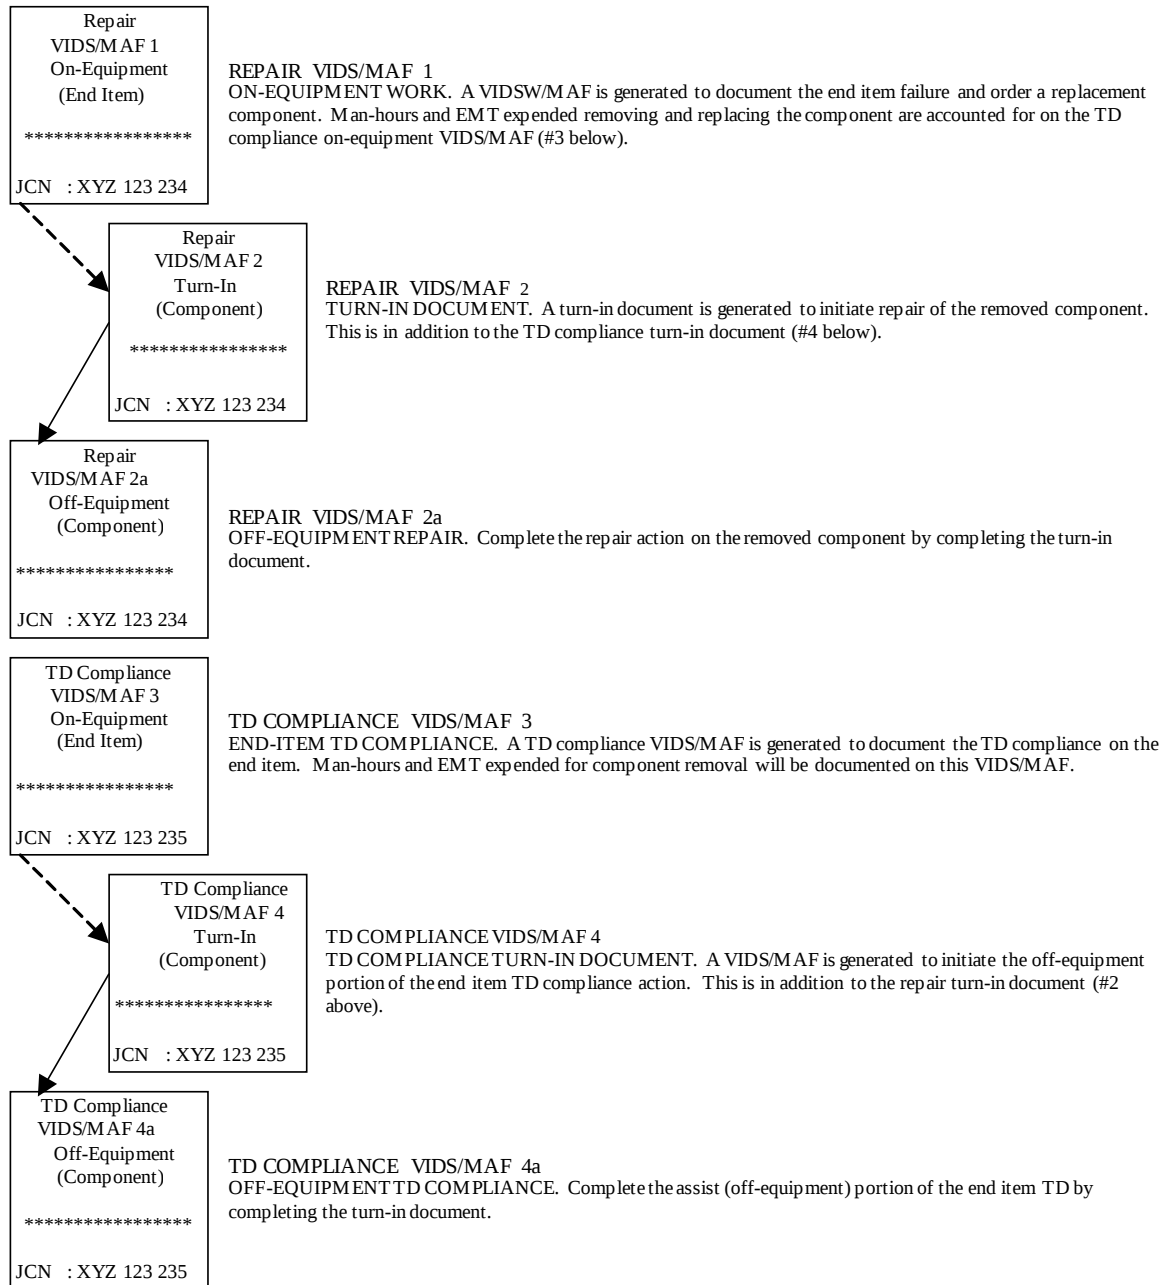 Repair
VIDS/MAF 1
On-Equipment
(End Item)
*****************
JCN : XYZ 123 234
REPAIR VIDS/MAF 1
ON-EQUIPMENT WORK. A VIDSW/MAF is generated to document the end item failure and order a replacement
component. Man-hours and EMT expended removing and replacing the component are accounted for on the TD
compliance on-equipment VIDS/MAF (#3 below).
Repair
VIDS/MAF 2
Turn-In
(Component)
****************
JCN : XYZ 123 234
REPAIR VIDS/MAF 2
TURN-IN DOCUMENT. A turn-in document is generated to initiate repair of the removed component.
This is in addition to the TD compliance turn-in document (#4 below).
Repair
VIDS/MAF 2a
Off-Equipment
(Component)
****************
JCN : XYZ 123 234
REPAIR VIDS/MAF 2a
OFF-EQUIPMENT REPAIR. Complete the repair action on the removed component by completing the turn-in
document.
TD Compliance
VIDS/MAF 3
On-Equipment
(End Item)
****************
JCN : XYZ 123 235
TD COMPLIANCE VIDS/MAF 3
END-ITEM TD COMPLIANCE. A TD compliance VIDS/MAF is generated to document the TD compliance on the
end item. Man-hours and EMT expended for component removal will be documented on this VIDS/MAF.
TD Compliance
VIDS/MAF 4
Turn-In
(Component)
****************
JCN : XYZ 123 235
TD COMPLIANCE VIDS/MAF 4
TD COMPLIANCE TURN-IN DOCUMENT. A VIDS/MAF is generated to initiate the off-equipment
portion of the end item TD compliance action. This is in addition to the repair turn-in document (#2
above).
TD Compliance
VIDS/MAF 4a
Off-Equipment
(Component)
*****************
JCN : XYZ 123 235
TD COMPLIANCE VIDS/MAF 4a
OFF-EQUIPMENT TD COMPLIANCE. Complete the assist (off-equipment) portion of the end item TD by
completing the turn-in document.